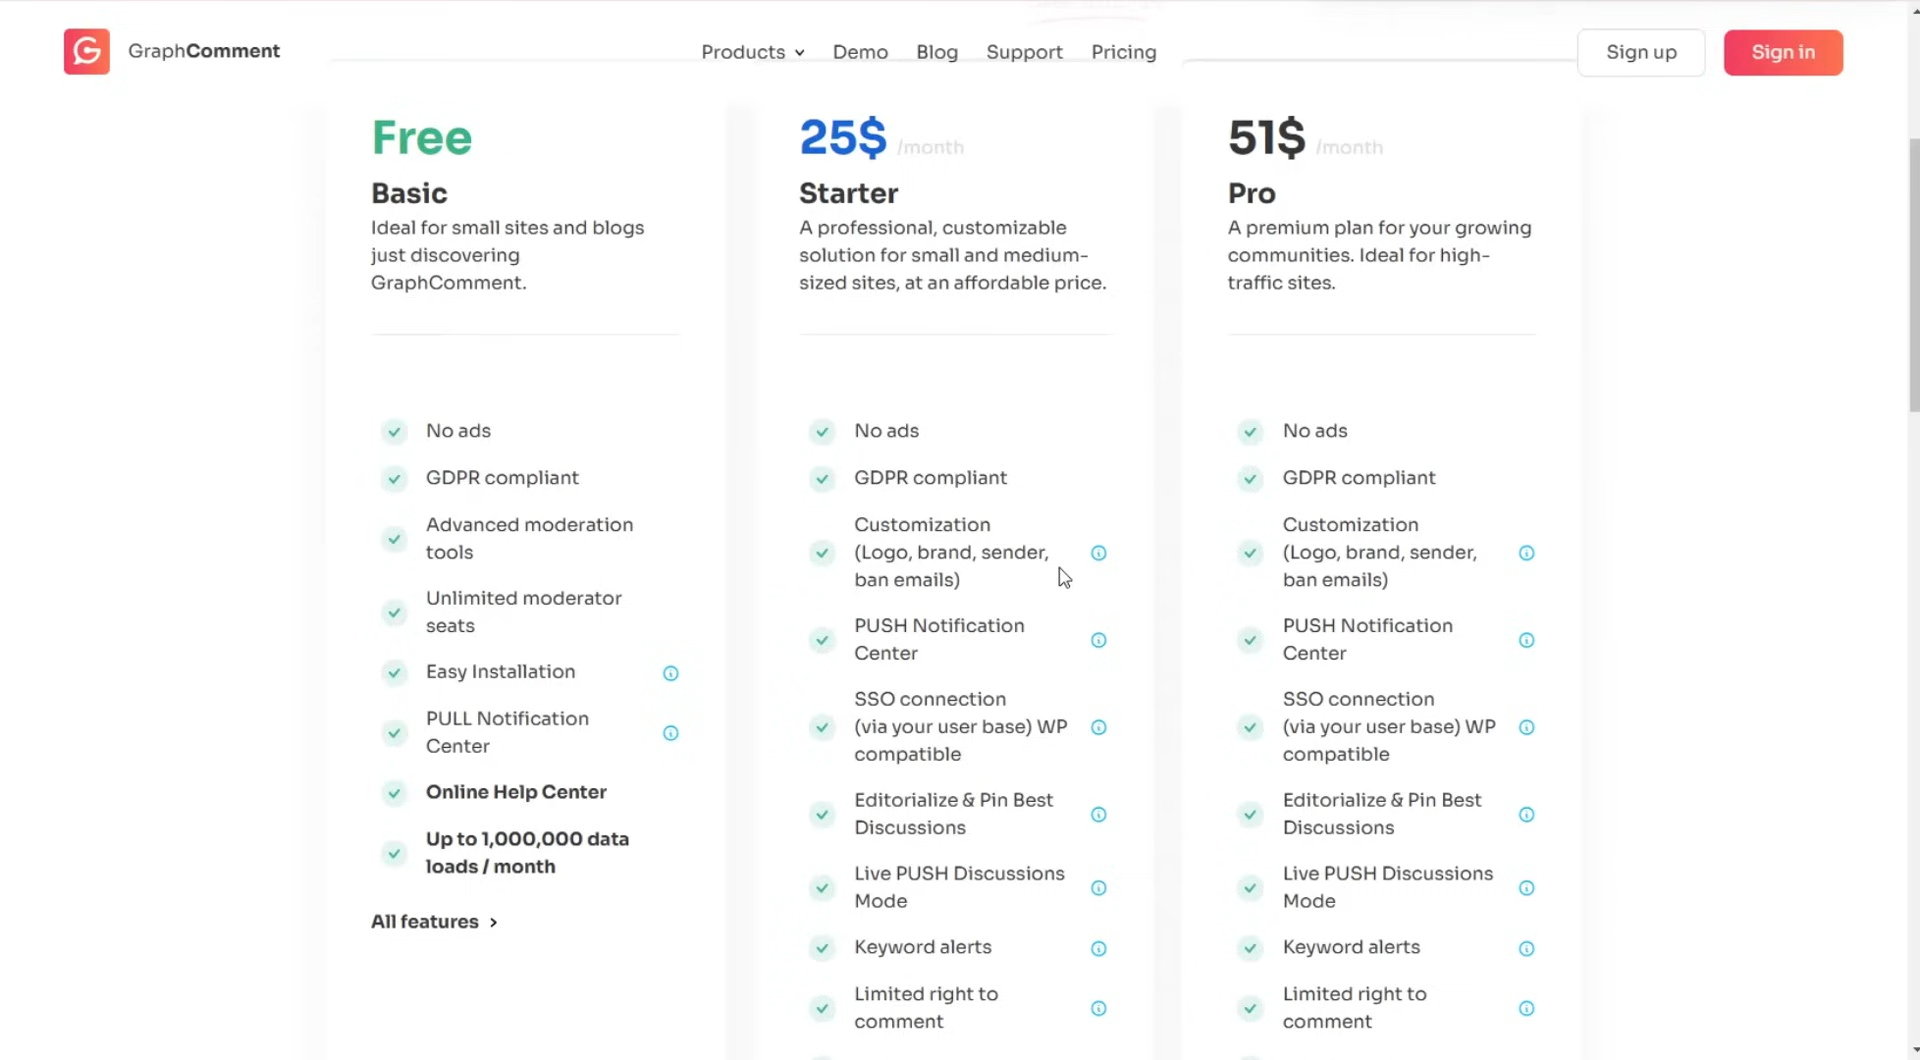 GraphComment
Products
Demo
Blog
Support
Pricing
Sign up
Sign in
Free
Basic
Ideal for small sites and blogs
just discovering
GraphComment.
No ads
GDPR compliant
Advanced moderation
tools
Unlimited moderator
seats
Easy Installation
PULL Notification
Center
Online Help Center
Up to 1,000,000 data
loads / month
All features
25$ /month
Starter
A professional, customizable
solution for small and medium-
sized sites, at an affordable price.
No ads
GDPR compliant
Customization
(Logo, brand, sender,
ban emails)
PUSH Notification
Center
SSO connection
(via your user base) WP
compatible
Editorialize & Pin Best
Discussions
Live PUSH Discussions
Mode
Keyword alerts
Limited right to
comment
51$ /month
Pro
A premium plan for your growing
communities. Ideal for high-
traffic sites.
No ads
GDPR compliant
Customization
(Logo, brand, sender,
ban emails)
PUSH Notification
Center
SSO connection
(via your user base) WP
compatible
Editorialize & Pin Best
Discussions
Live PUSH Discussions
Mode
Keyword alerts
Limited right to
comment